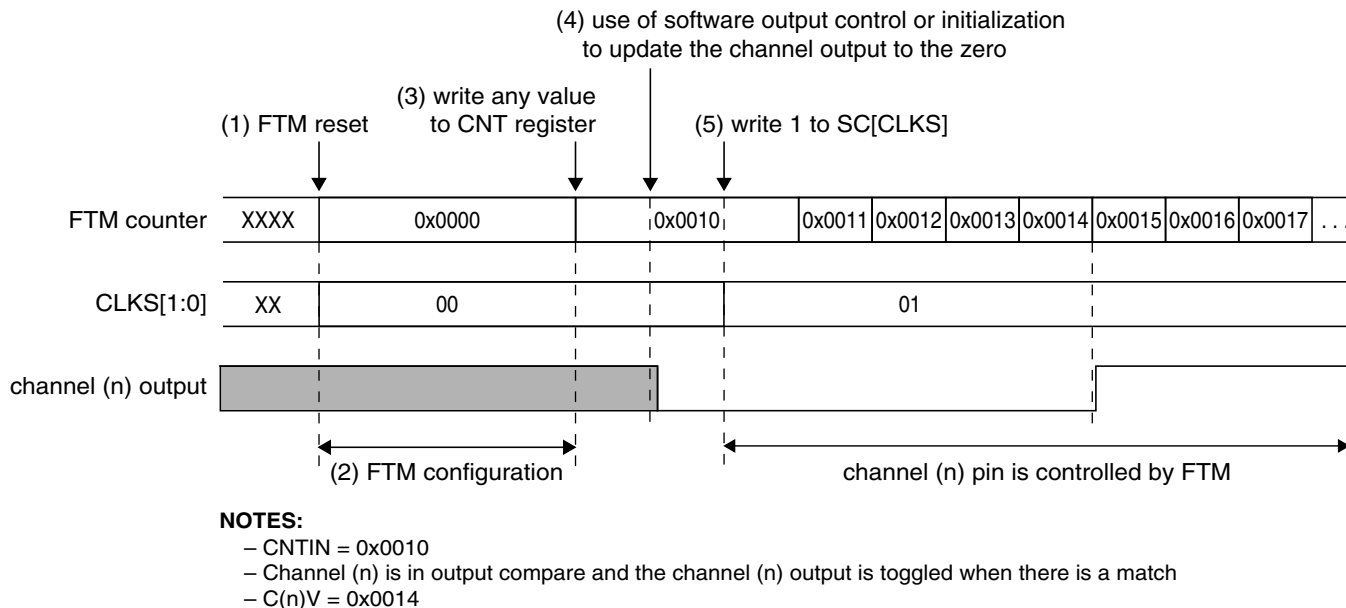 (4) use of software output control or initialization
to update the channel output to the zero
(3) write any value
to CNT register
(1) FTM reset
(5) write 1 to SC[CLKS]
FTM counter
XXXX
0x0000
0x0010
0x0011
0x0012
0x0013
0x0014
0x0015
0x0016
0x0017
. . .
CLKS[1:0]
XX
00
01
channel (n) output
(2) FTM configuration
channel (n) pin is controlled by FTM
NOTES:
– CNTIN = 0x0010
– Channel (n) is in output compare and the channel (n) output is toggled when there is a match
– C(n)V = 0x0014